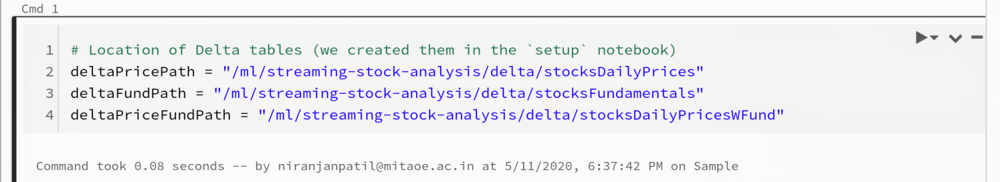 Cmd 1
1 # Location of Delta tables (we created them in the `setup` notebook)
2 deltaPricePath = "/ml/streaming-stock-analysis/delta/stocksDailyPrices"
3 deltaFundPath = "/ml/streaming-stock-analysis/delta/stocksFundamentals"
4 deltaPriceFundPath = "/ml/streaming-stock-analysis/delta/stocksDailyPricesWFund"
Command took 0.08 seconds -- by niranjanpatil@mitaoe.ac.in at 5/11/2020, 6:37:42 PM on Sample